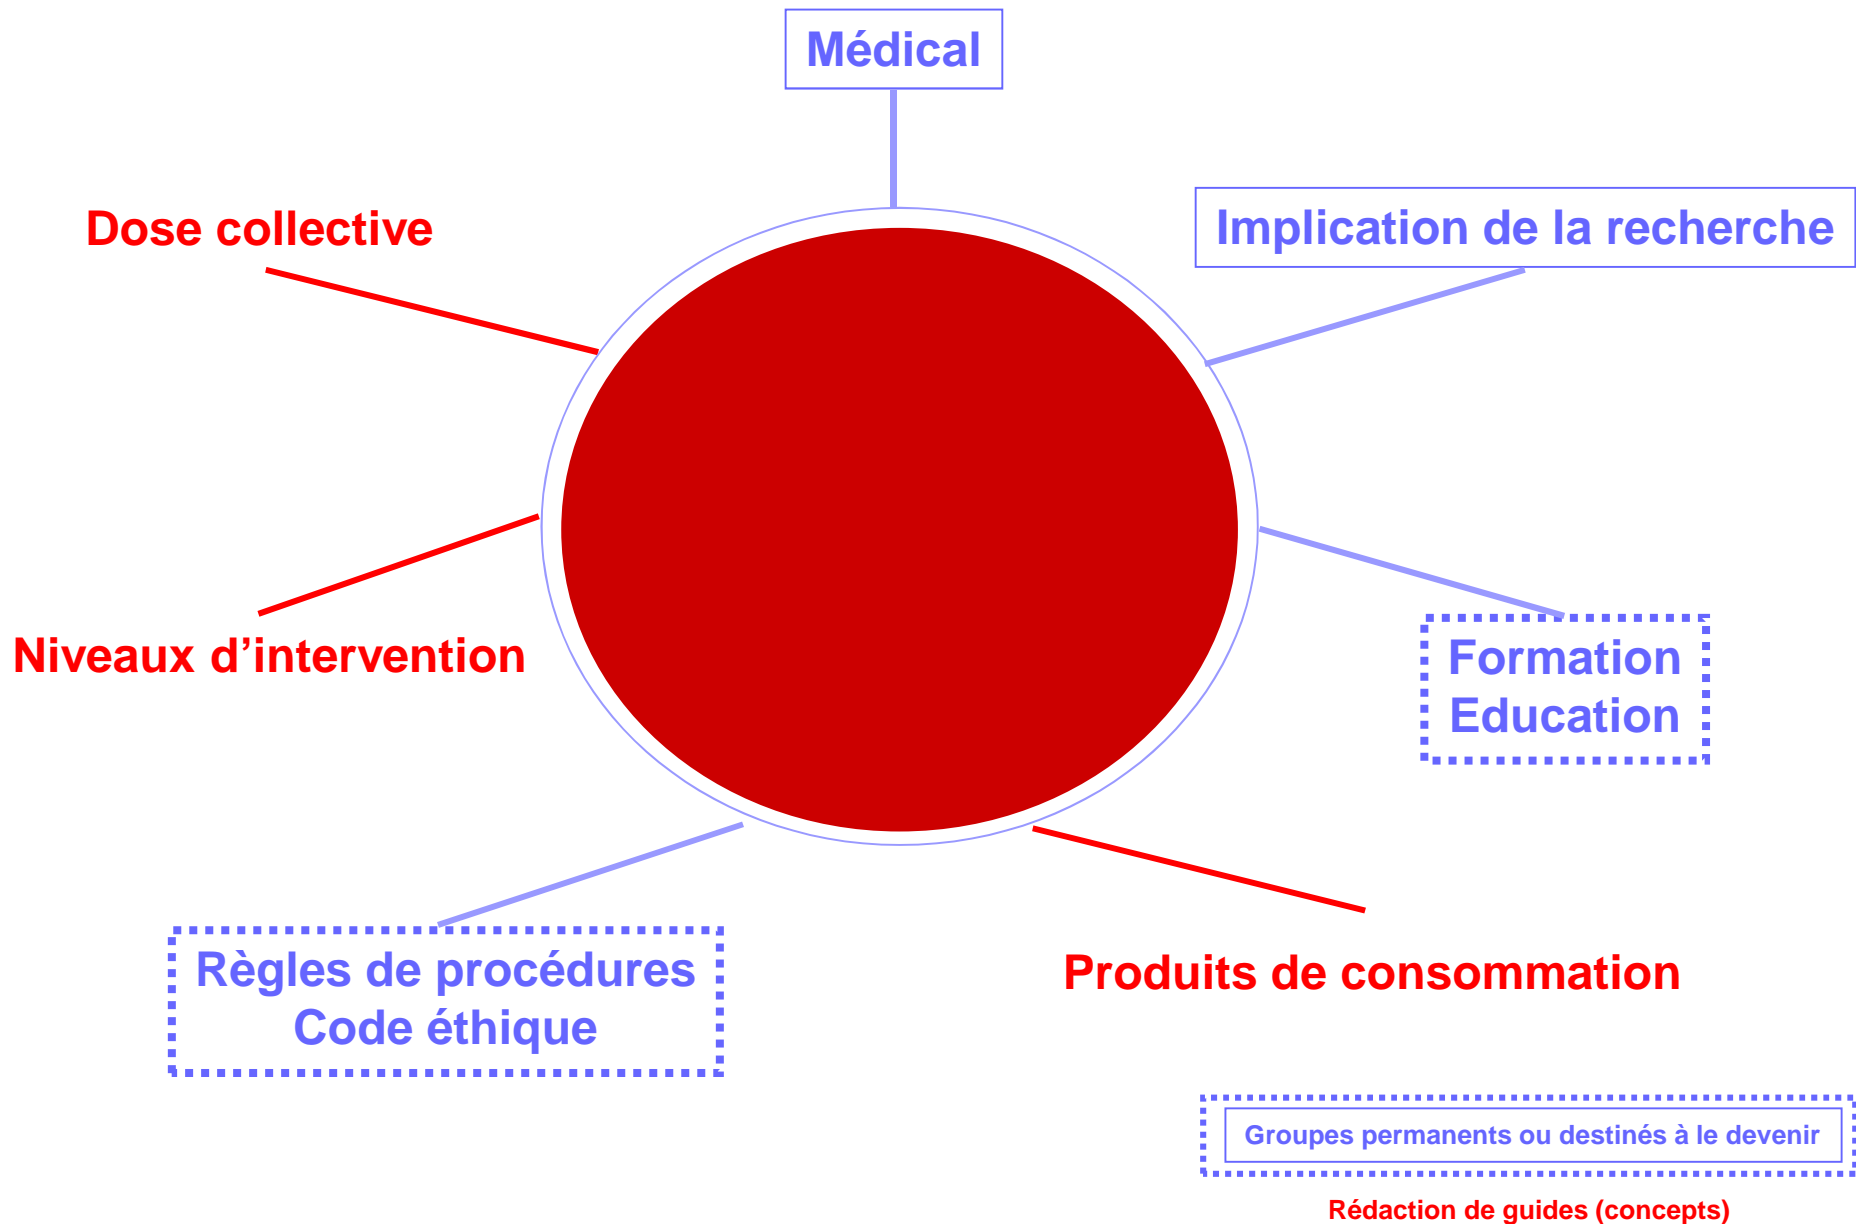 Médical
Dose collective
Implication de la recherche
Niveaux d’intervention
Formation
Education
Règles de procédures
Code éthique
Produits de consommation
Groupes permanents ou destinés à le devenir
Rédaction de guides (concepts)